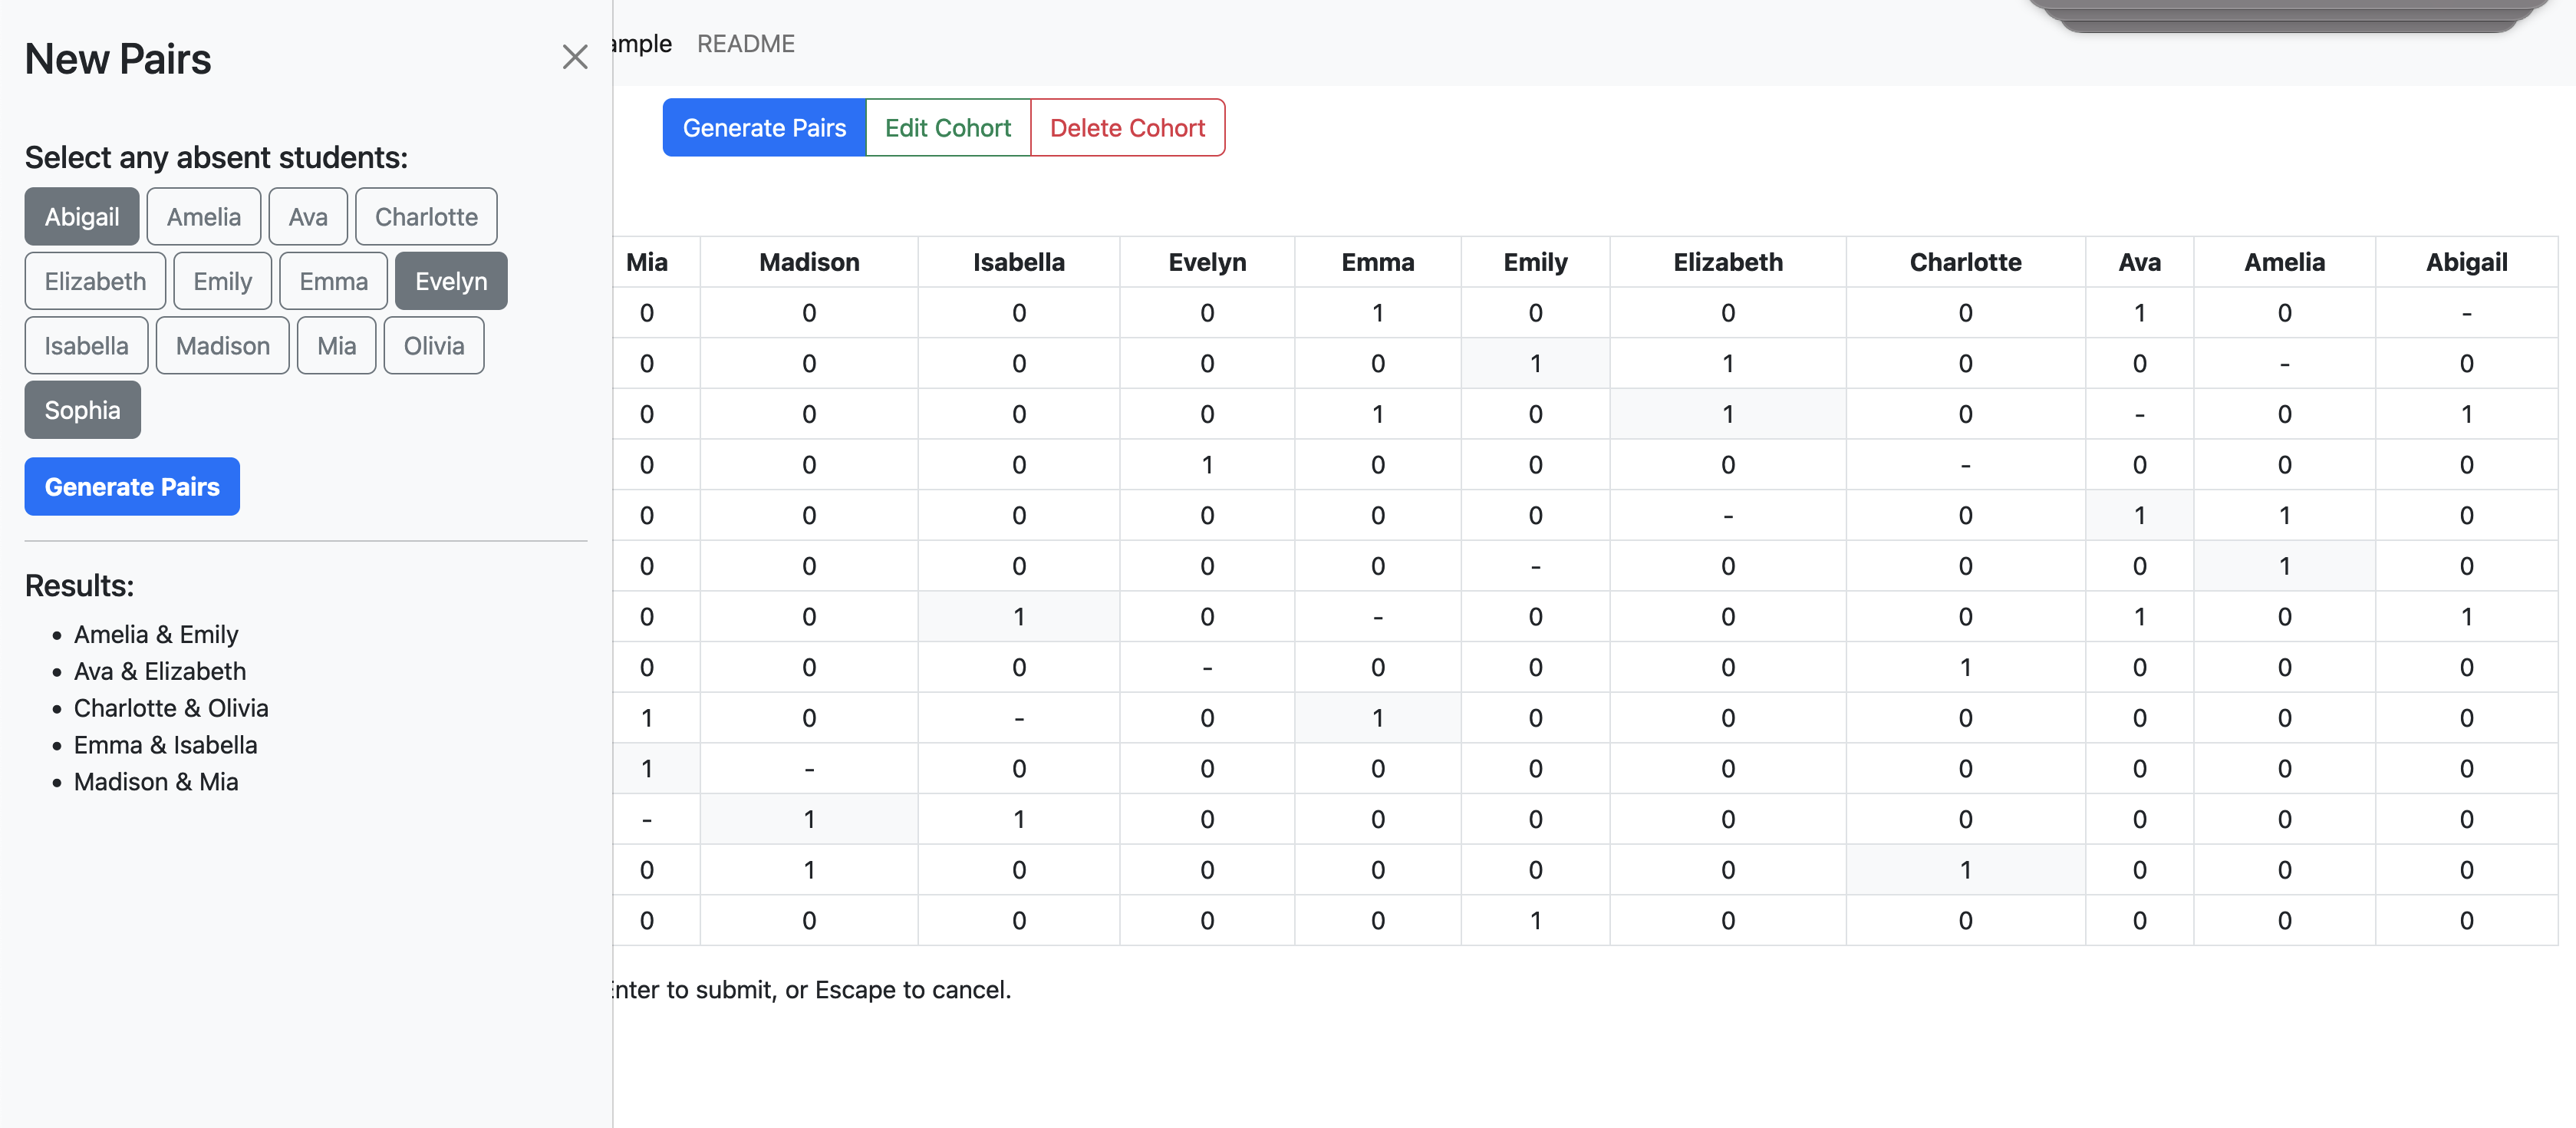 New Pairs
ample README
Generate Pairs Edit Cohort Delete Cohort
Select any absent students:
Abigail Amelia Ava Charlotte
Elizabeth Emily Emma Evelyn
Isabella Madison Mia Olivia
Sophia
Generate Pairs
Results:
Amelia & Emily
Ava & Elizabeth
Charlotte & Olivia
Emma & Isabella
Madison & Mia
Mia Madison Isabella Evelyn Emma Emily Elizabeth Charlotte Ava Amelia Abigail
0 0 0 0 1 0 0 0 1 0 -
0 0 0 0 0 1 1 0 0 - 0
0 0 0 0 1 0 1 0 - 0 1
0 0 0 1 0 0 0 - 0 0 0
0 0 0 0 0 0 - 0 1 1 0
0 0 0 0 0 - 0 0 0 1 0
0 0 1 0 - 0 0 0 1 0 1
0 0 0 - 0 0 0 1 0 0 0
1 0 - 0 1 0 0 0 0 0 0
1 - 0 0 0 0 0 0 0 0 0
- 1 1 0 0 0 0 0 0 0 0
0 1 0 0 0 0 0 1 0 0 0
0 0 0 0 0 1 0 0 0 0 0
Enter to submit, or Escape to cancel.